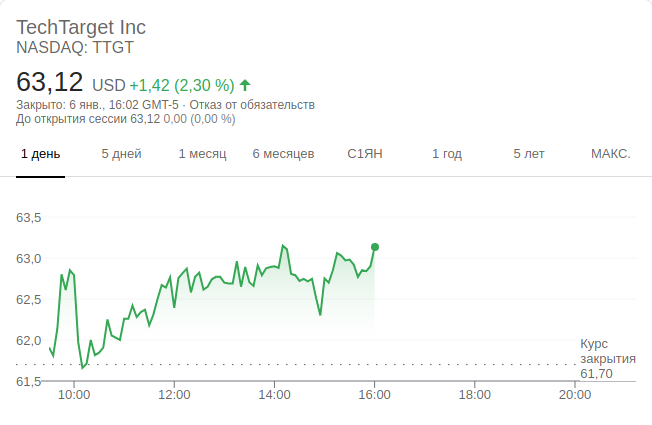 TechTarget Inc
NASDAQ: TTGT
63,12 USD +1,42 (2,30 %)
Закрыто: 6 янв., 16:02 GMT-5 · Отказ от обязательств
До открытия сессии 63,12 0,00 (0,00 %)
1 день 5 дней 1 месяц 6 месяцев С1ЯН 1 год 5 лет МАКС.
63,5
63,0
62,5
62,0
Курс
закрытия
61,70
61,5
10:00 12:00 14:00 16:00 18:00 20:00